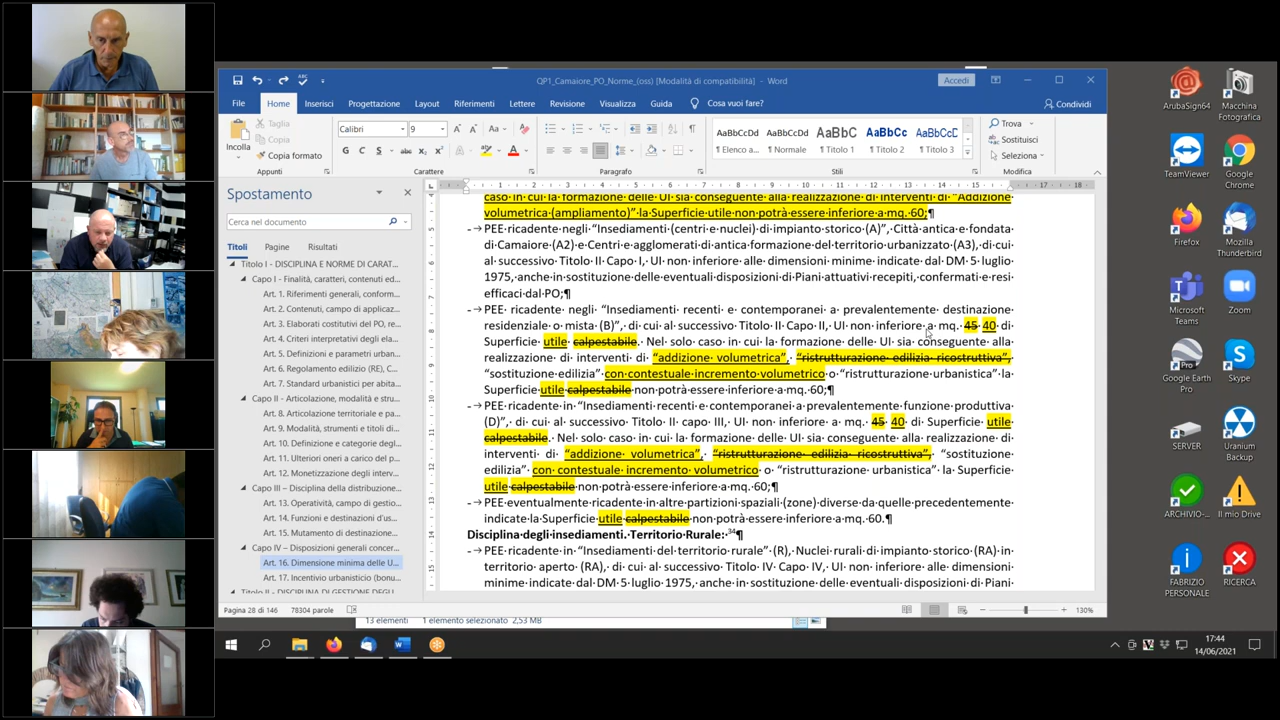 QP1_Camaiore_PO_Norme_(oss) [Modalità di compatibilità] - Word
Accedi
File Home Inserisci Progettazione Layout Riferimenti Lettere Revisione Visualizza Guida Cosa vuoi fare? Condividi
Incolla
Taglia
Copia
Copia formato
Appunti
Calibri 9
Carattere
Paragrafo
AaBbCcDd AaBbCcDd AaBbC AaBbCc AaBbCcD
¶ Elenco a... ¶ Normale ¶ Titolo 1 ¶ Titolo 2 ¶ Titolo 3
Stili
Trova
Sostituisci
Seleziona
Modifica
Spostamento
Cerca nel documento
Titoli Pagine Risultati
Titolo I - DISCIPLINA E NORME DI CARAT...
Capo I - Finalità, caratteri, contenuti ed...
Art. 1. Riferimenti generali, conform...
Art. 2. Contenuti, campo di applicaz...
Art. 3. Elaborati costitutivi del PO, re...
Art. 4. Criteri interpretativi degli ela...
Art. 5. Definizioni e parametri urban...
Art. 6. Regolamento edilizio (RE), C...
Art. 7. Standard urbanistici per abita...
Capo II - Articolazione, modalità e stru...
Art. 8. Articolazione territoriale e pa...
Art. 9. Modalità, strumenti e titoli di...
Art. 10. Definizione e categorie degl...
Art. 11. Ulteriori oneri a carico del p...
Art. 12. Monetizzazione degli interv...
Capo III – Disciplina della distribuzione...
Art. 13. Operatività, campo di gestio...
Art. 14. Funzioni e destinazioni d'us...
Art. 15. Mutamento di destinazione...
Capo IV – Disposizioni generali concer...
Art. 16. Dimensione minima delle U...
Art. 17. Incentivo urbanisticio (bonu...
caso in cui la formazione delle UI sia conseguente alla realizzazione di interventi di "Addizione
volumetrica (ampliamento)" la Superficie utile non potrà essere inferiore a mq. 60;¶
- PEE ricadente negli "Insediamenti (centri e nuclei) di impianto storico (A)", Città antica e fondata
di Camaiore (A2) e Centri e agglomerati di antica formazione del territorio urbanizzato (A3), di cui
al successivo Titolo II Capo I, UI non inferiore alle dimensioni minime indicate dal DM 5 luglio
1975, anche in sostituzione delle eventuali disposizioni di Piani attuativi recepiti, confermati e resi
efficaci dal PO;¶
- PEE ricadente negli "Insediamenti recenti e contemporanei a prevalentemente destinazione
residenziale o mista (B)", di cui al successivo Titolo II Capo II, UI non inferiore a mq. 45 40 di
Superficie utile calpestabile. Nel solo caso in cui la formazione delle UI sia conseguente alla
realizzazione di interventi di "addizione volumetrica", "ristrutturazione edilizia ricostruttiva",
"sostituzione edilizia" con contestuale incremento volumetrico o "ristrutturazione urbanistica" la
Superficie utile calpestabile non potrà essere inferiore a mq. 60;¶
- PEE ricadente in "Insediamenti recenti e contemporanei a prevalentemente funzione produttiva
(D)", di cui al successivo Titolo II capo III, UI non inferiore a mq. 45 40 di Superficie utile
calpestabile. Nel solo caso in cui la formazione delle UI sia conseguente alla realizzazione di
interventi di "addizione volumetrica", "ristrutturazione edilizia ricostruttiva", "sostituzione
edilizia" con contestuale incremento volumetrico o "ristrutturazione urbanistica" la Superficie
utile calpestabile non potrà essere inferiore a mq. 60;¶
- PEE eventualmente ricadente in altre partizioni spaziali (zone) diverse da quelle precedentemente
indicate la Superficie utile calpestabile non potrà essere inferiore a mq. 60.¶
Disciplina degli insediamenti. Territorio Rurale: 34¶
- PEE ricadente in "Insediamenti del territorio rurale" (R), Nuclei rurali di impianto storico (RA) in
territorio aperto (RA), di cui al successivo Titolo IV Capo IV, UI non inferiore alle dimensioni
minime indicate dal DM 5 luglio 1975, anche in sostituzione delle eventuali disposizioni di Piani
Pagina 28 di 146 78304 parole 130%
13 elementi 1 elemento selezionato 2,53 MB
ArubaSign64
Macchina Fotografica
TeamViewer
Google Chrome
Firefox
Mozilla Thunderbird
Microsoft Teams
Zoom
Google Earth Pro
Skype
SERVER
Uranium Backup
ARCHIVIO-...
Il mio Drive
FABRIZIO PERSONALE
RICERCA
17:44
14/06/2021